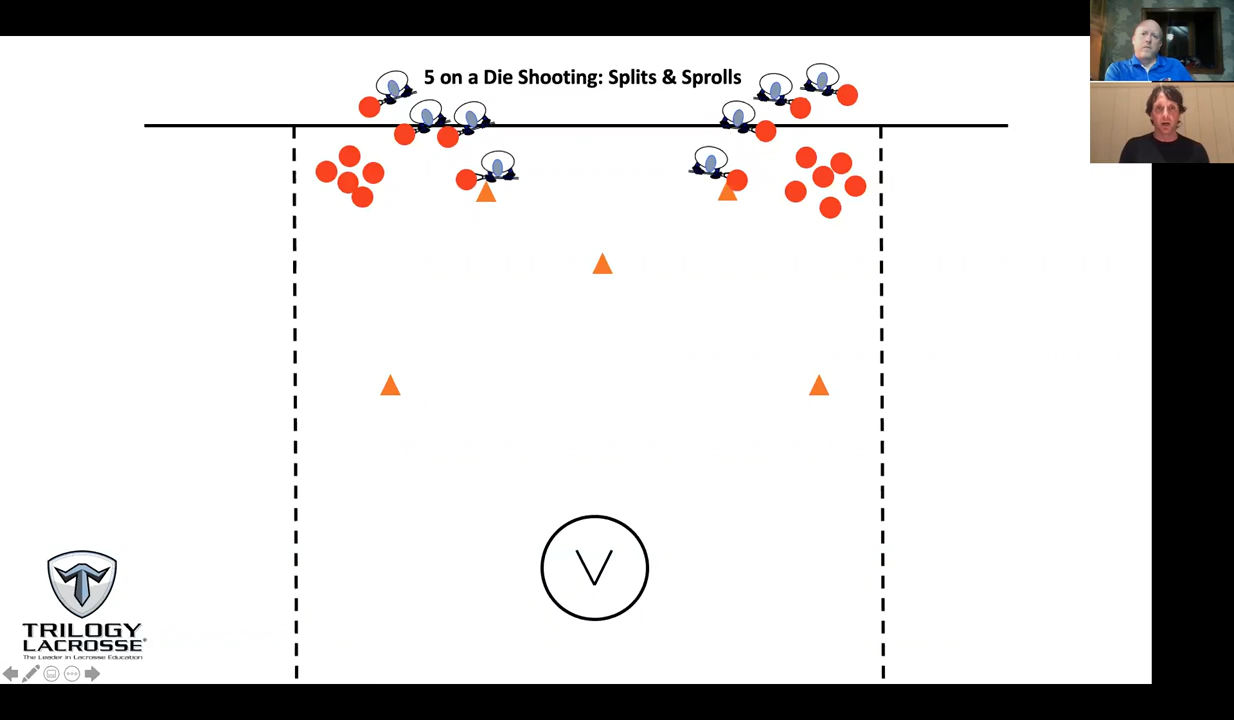 5 on a Die Shooting: Splits & Sprolls
TRILOGY
LACROSSE®
The Leader in Lacrosse Education